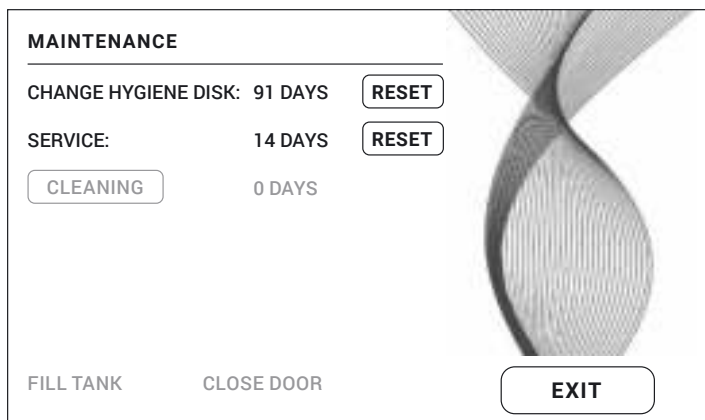 MAINTENANCE
CHANGE HYGIENE DISK: 91 DAYS RESET
SERVICE: 14 DAYS RESET
CLEANING 0 DAYS
FILL TANK CLOSE DOOR EXIT